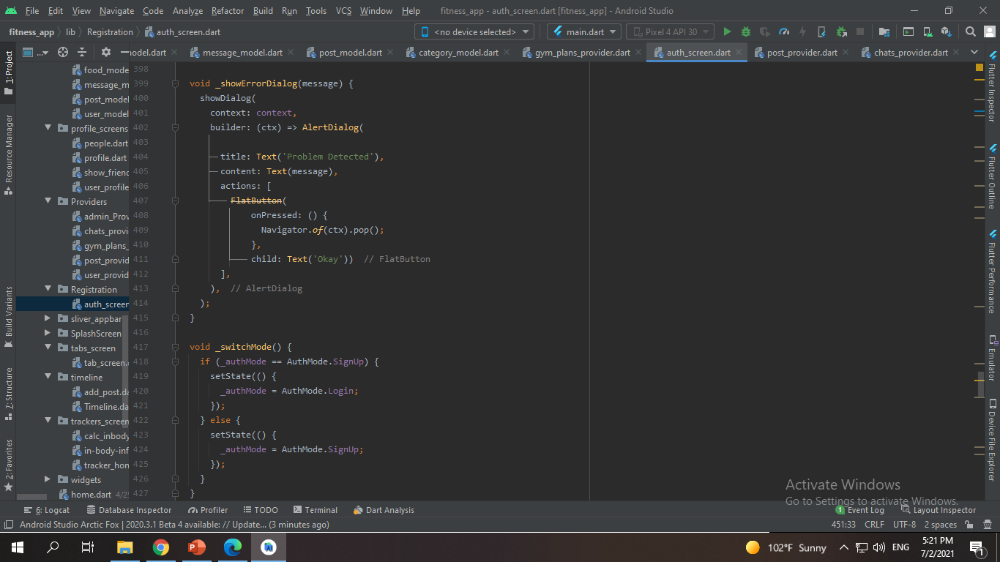 File Edit View Navigate Code Analyze Refactor Build Run Tools VCS Window Help fitness_app - auth_screen.dart [fitness_app] - Android Studio
fitness_app lib Registration auth_screen.dart <no device selected> main.dart Pixel 4 API 30
...
odel.dart message_model.dart post_model.dart category_model.dart gym_plans_provider.dart auth_screen.dart post_provider.dart chats_provider.dart
1: Project
Resource Manager
Build Variants
7: Structure
2: Favorites
food_mode
message_m
post_model
user_model
profile_screens
people.dart
profile.dart
show_frien
user_profile
Providers
admin_Prov
chats_provi
gym_plans_
post_provid
user_provid
Registration
auth_screen
sliver_appbar
SplashScreen
tabs_screen
tab_screen.
timeline
add_post.da
Timeline.da
trackers_screen
calc_inbody
in-body-inf
tracker_hon
widgets
home.dart 4/2
398
399 void _showErrorDialog(message) {
400 showDialog(
401 context: context,
402 builder: (ctx) => AlertDialog(
403
404 title: Text('Problem Detected'),
405 content: Text(message),
406 actions: [
407 FlatButton(
408 onPressed: () {
409 Navigator.of(ctx).pop();
410 },
411 child: Text('Okay')) // FlatButton
412 ],
413 ), // AlertDialog
414 );
415 }
416
417 void _switchMode() {
418 if (_authMode == AuthMode.SignUp) {
419 setState(() {
420 _authMode = AuthMode.Login;
421 });
422 } else {
423 setState(() {
424 _authMode = AuthMode.SignUp;
425 });
426 }
427 }
Flutter Inspector
Flutter Outline
Flutter Performance
Emulator
Device File Explorer
Activate Windows
Go to Settings to activate Windows.
6: Logcat Database Inspector Profiler TODO Terminal Dart Analysis 1 Event Log Layout Inspector
Android Studio Arctic Fox | 2020.3.1 Beta 4 available: // Update... (3 minutes ago) 451:33 CRLF UTF-8 2 spaces
102°F Sunny ENG 5:21 PM
7/2/2021
1